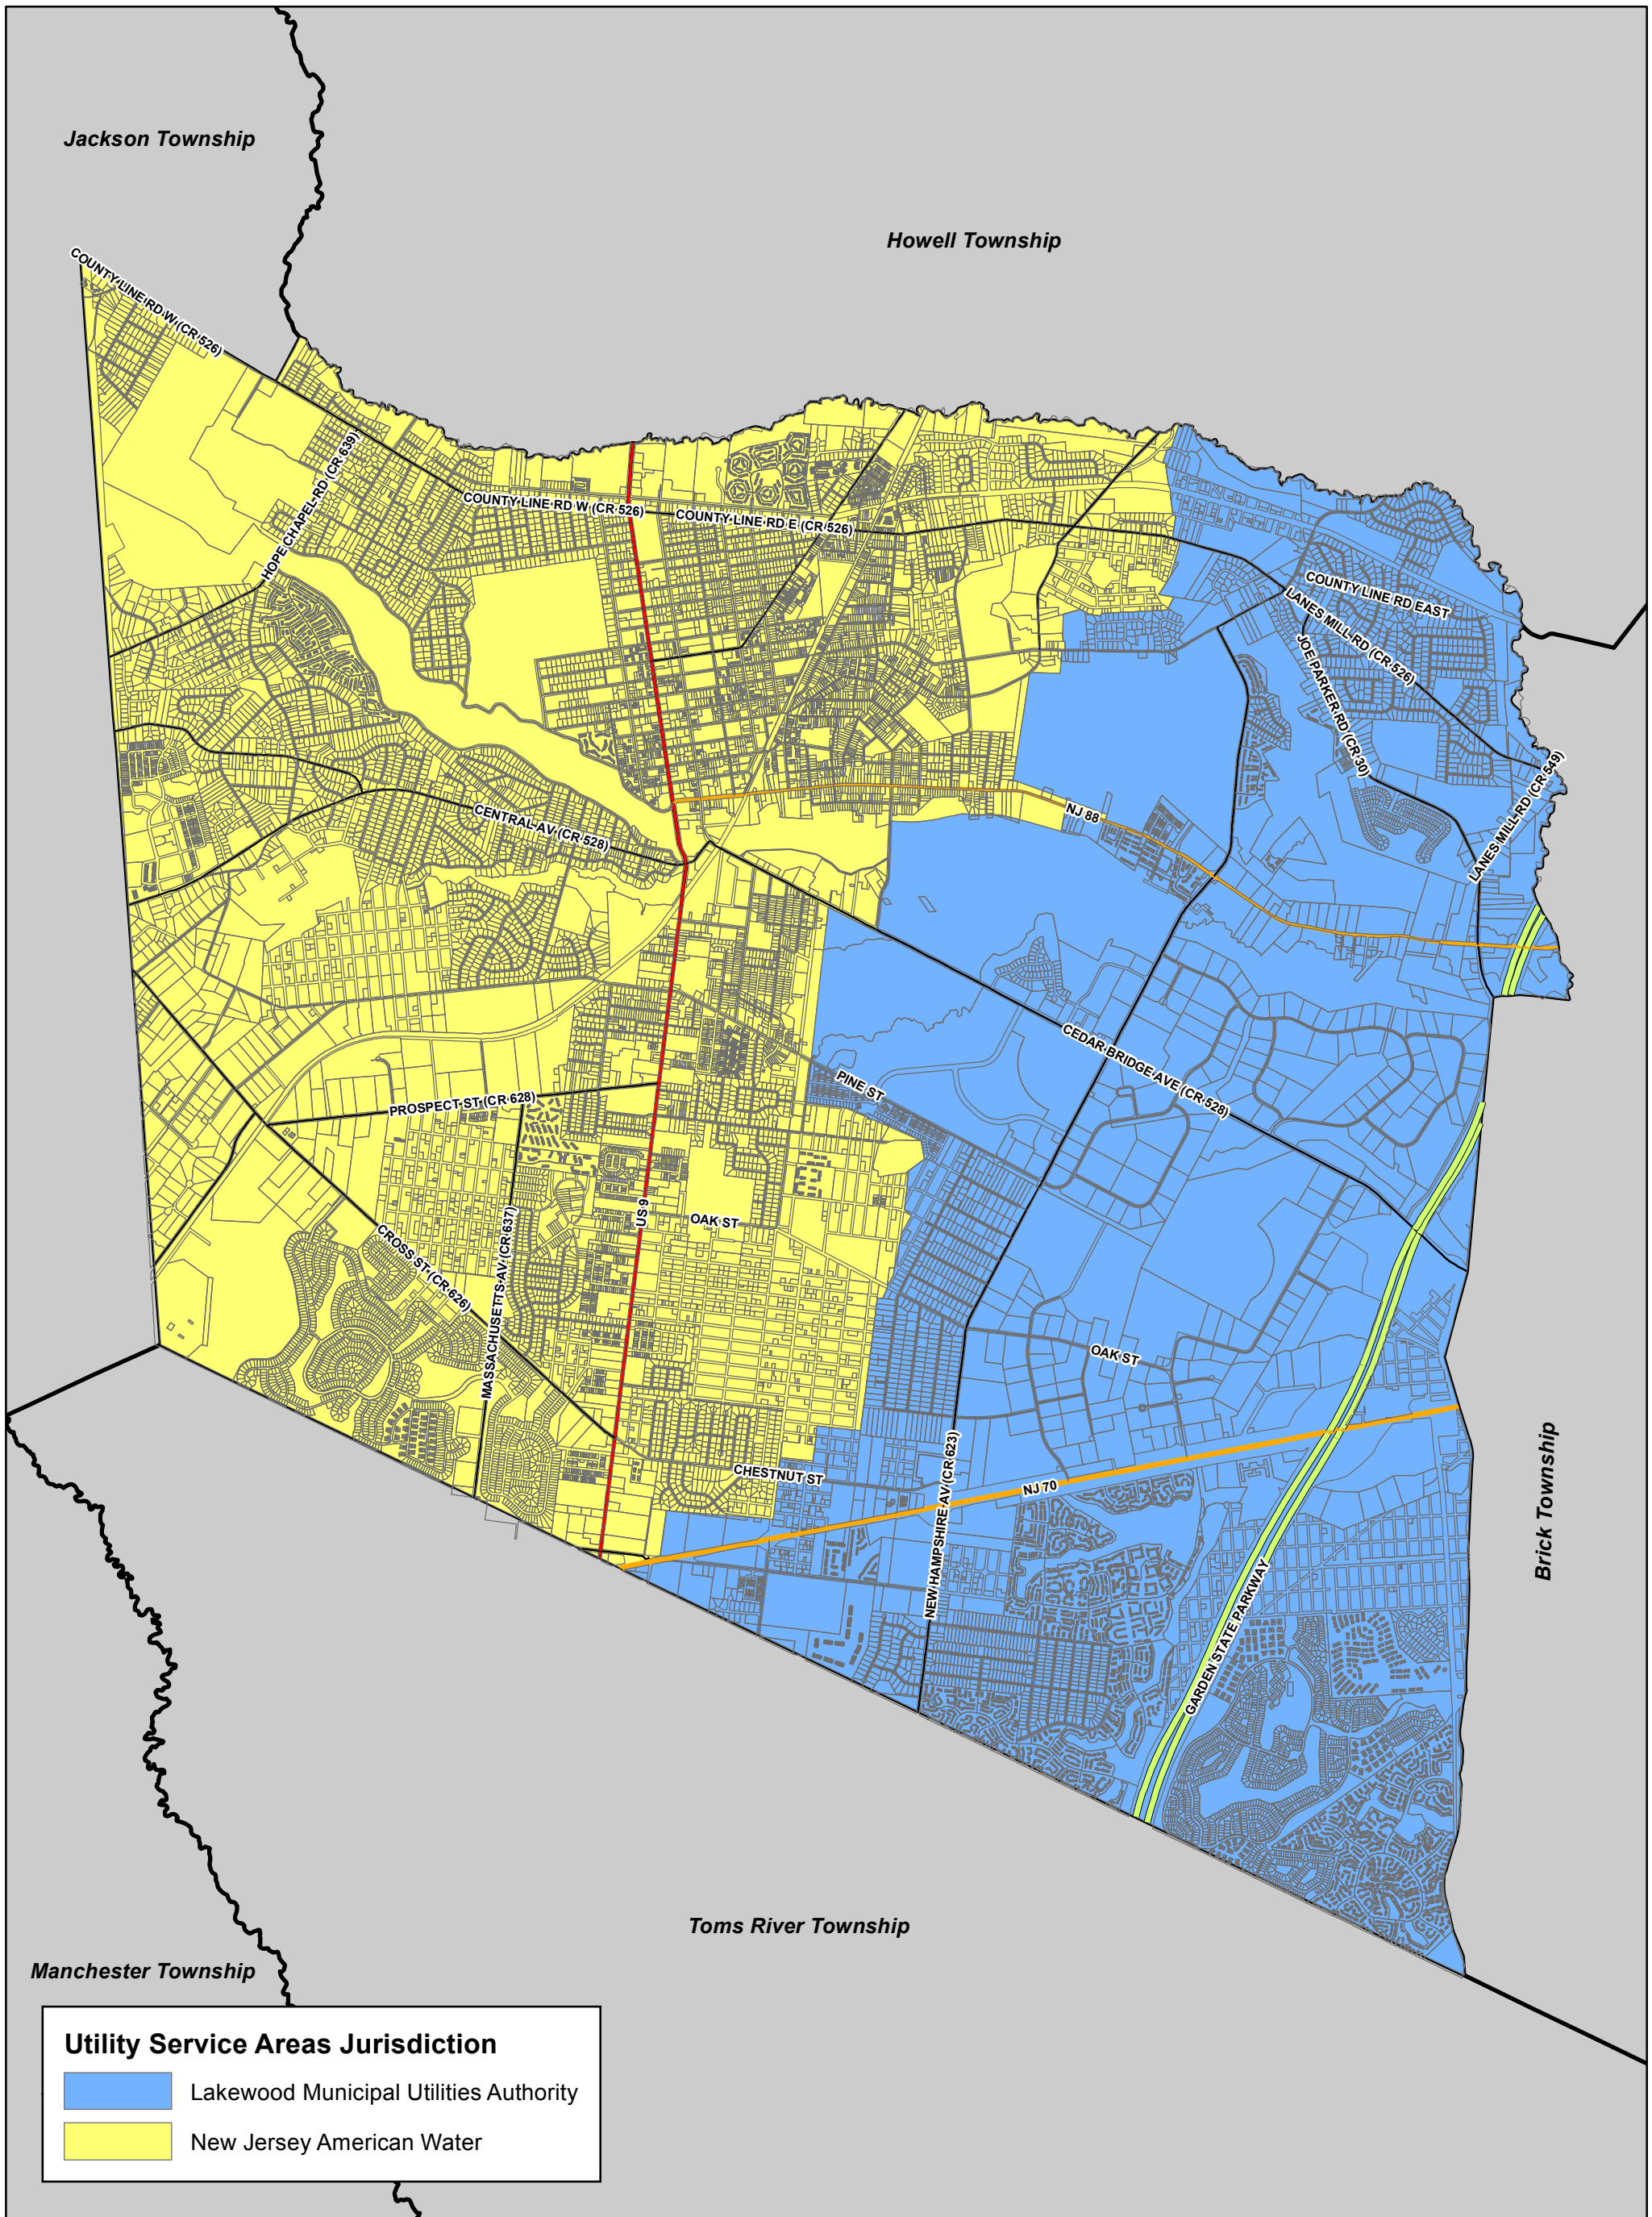 Jackson Township
Howell Township
COUNTY LINE RD W (CR 526)
HOPE CHAPEL RD (CR 639)
COUNTY LINE RD W (CR 526)
COUNTY LINE RD E (CR 526)
COUNTY LINE RD EAST
LANES MILL RD (CR 526)
JOE PARKER RD (CR 30)
LANES MILL RD (CR 549)
NJ 88
CENTRAL AV (CR 528)
CEDAR BRIDGE AVE (CR 528)
PINE ST
PROSPECT ST (CR 628)
US 9
OAK ST
CROSS ST (CR 626)
MASSACHUSETTS AV (CR 637)
OAK ST
CHESTNUT ST
NJ 70
NEW HAMPSHIRE AV (CR 623)
GARDEN STATE PARKWAY
Brick Township
Toms River Township
Manchester Township
Utility Service Areas Jurisdiction
Lakewood Municipal Utilities Authority
New Jersey American Water